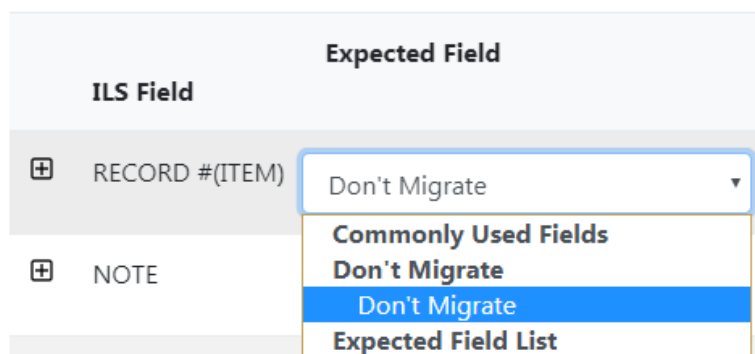 Expected Field
ILS Field
RECORD #(ITEM)
Don't Migrate
Commonly Used Fields
NOTE
Don't Migrate
Don't Migrate
Expected Field List